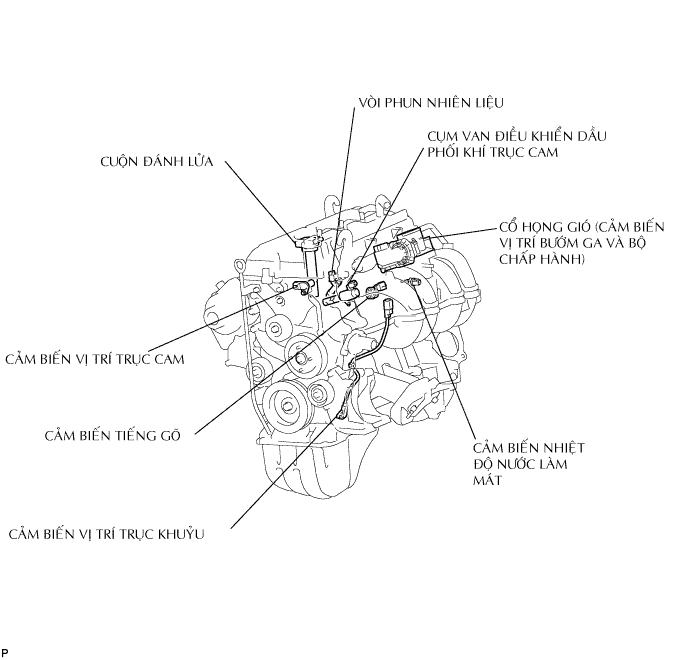 VÒI PHUN NHIÊN LIỆU
CỤM VAN ĐIỀU KHIỂN DẦU
PHỐI KHÍ TRỤC CAM
CUỘN ĐÁNH LỬA
CỔ HỌNG GIÓ (CẢM BIẾN
VỊ TRÍ BƯỚM GA VÀ BỘ
CHẤP HÀNH)
CẢM BIẾN VỊ TRÍ TRỤC CAM
CẢM BIẾN TIẾNG GÕ
CẢM BIẾN NHIỆT
ĐỘ NƯỚC LÀM
MÁT
CẢM BIẾN VỊ TRÍ TRỤC KHUỶU
P